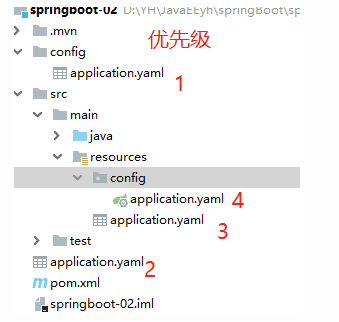 springboot-02 D:\YH\JavaEEyh\springBoot\sp
优先级
.mvn
config
application.yaml
1
src
main
java
resources
config
application.yaml 4
application.yaml
3
test
application.yaml 2
pom.xml
springboot-02.iml